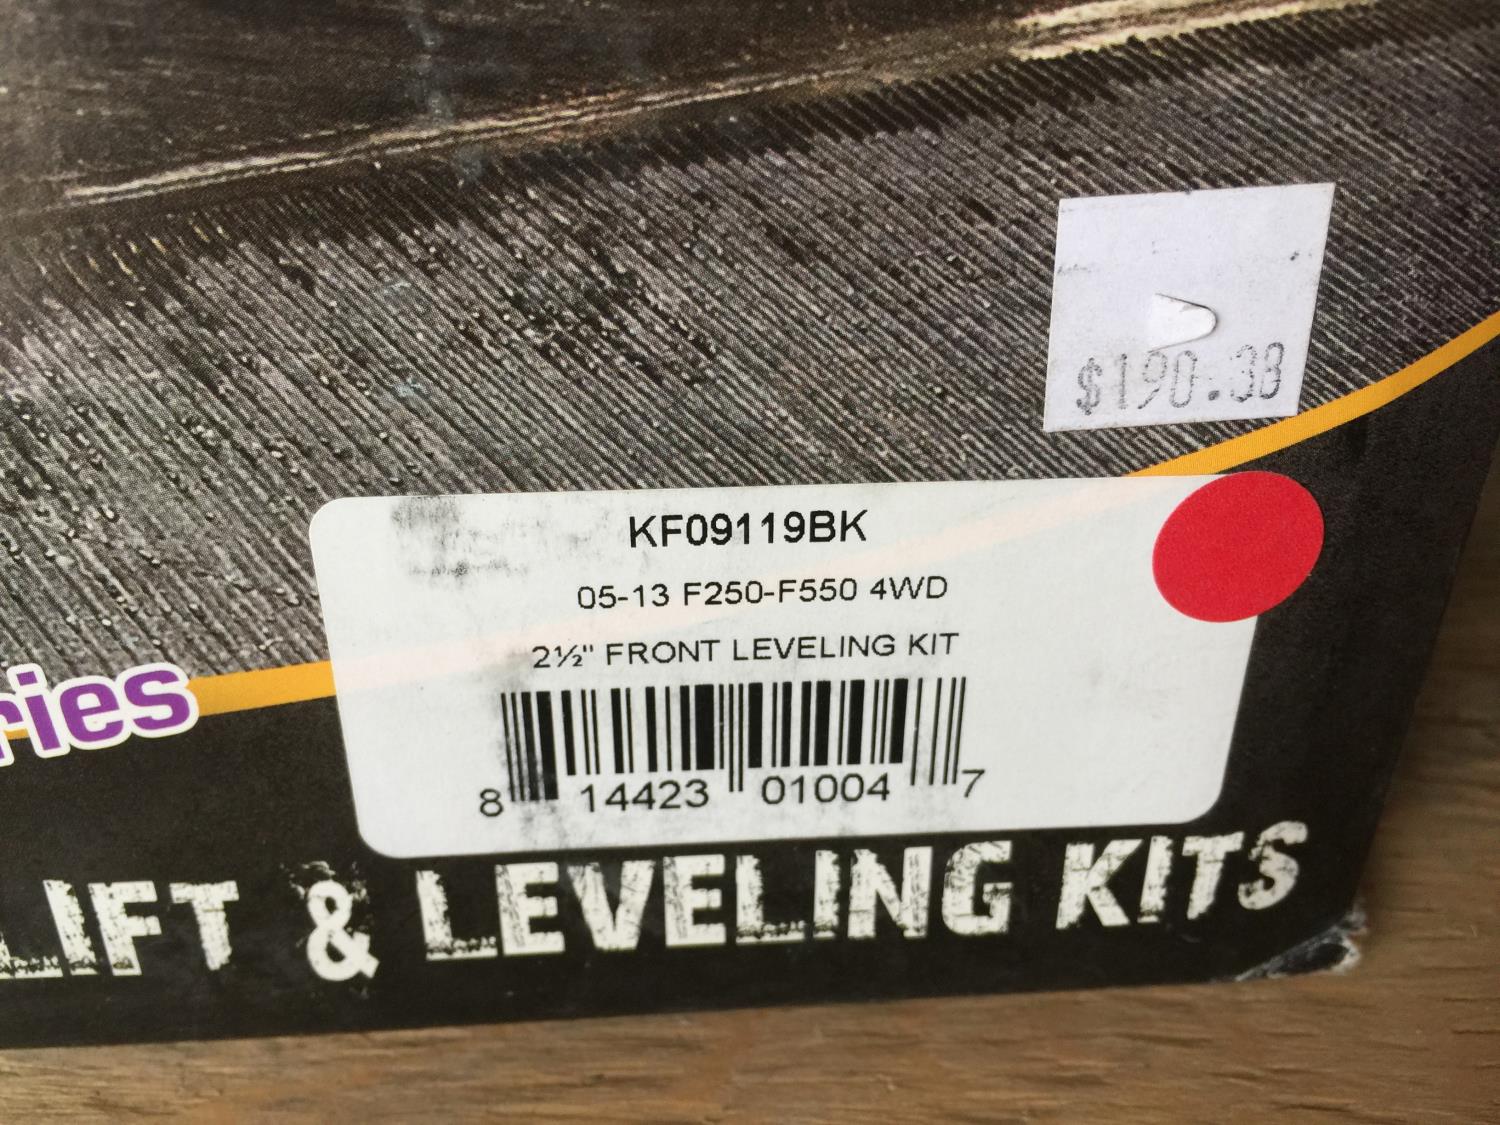 $190.38
KF09119BK
05-13 F250-F550 4WD
2½" FRONT LEVELING KIT
8 14423 01004 7
ries
LIFT & LEVELING KITS